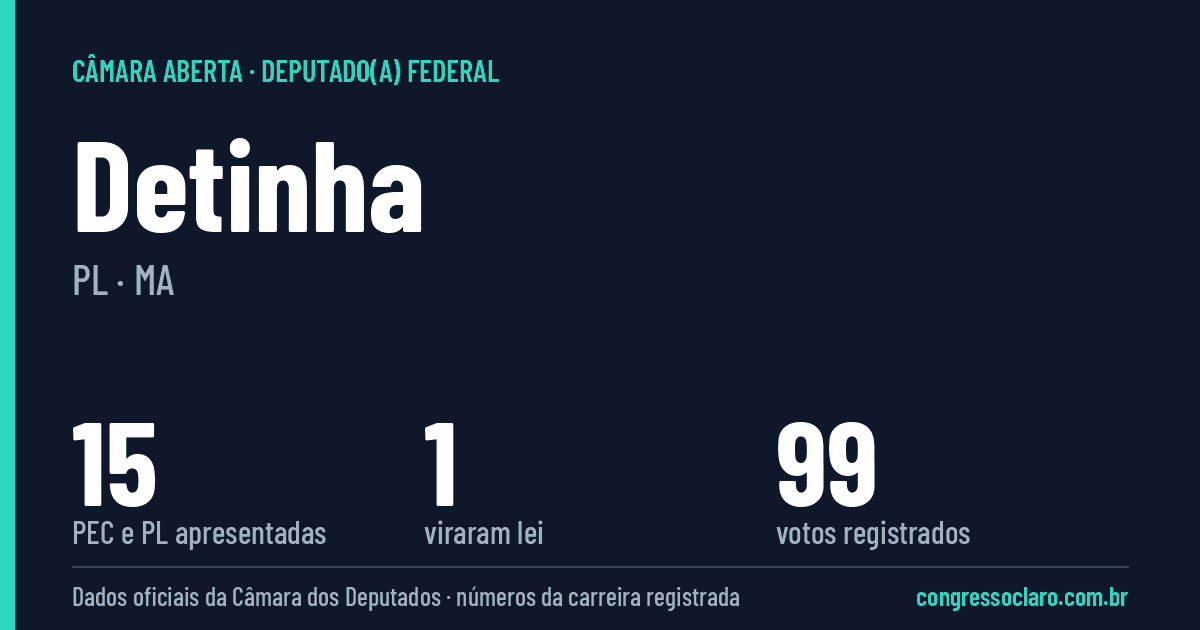 CÂMARA ABERTA · DEPUTADO(A) FEDERAL
Detinha
PL · MA
15 1 99
PEC e PL apresentadas viraram lei votos registrados
Dados oficiais da Câmara dos Deputados · números da carreira registrada congressoclaro.com.br